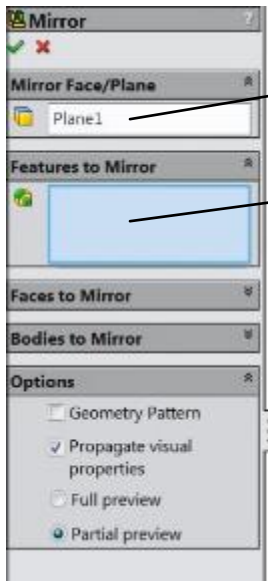 Mirror ?
Mirror Face/Plane
Plane1
Features to Mirror
Faces to Mirror
Bodies to Mirror
Options
Geometry Pattern
Propagate visual
properties
Full preview
Partial preview